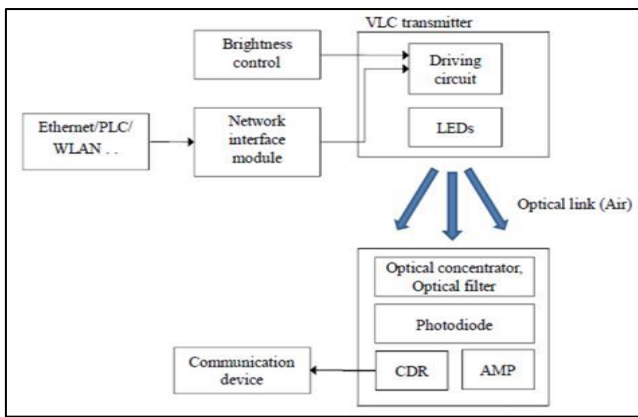 VLC transmitter
Brightness
control
Driving
circuit
Ethernet/PLC/
WLAN . .
Network
interface
module
LEDs
Optical link (Air)
Optical concentrator,
Optical filter
Photodiode
Communication
device
CDR
AMP